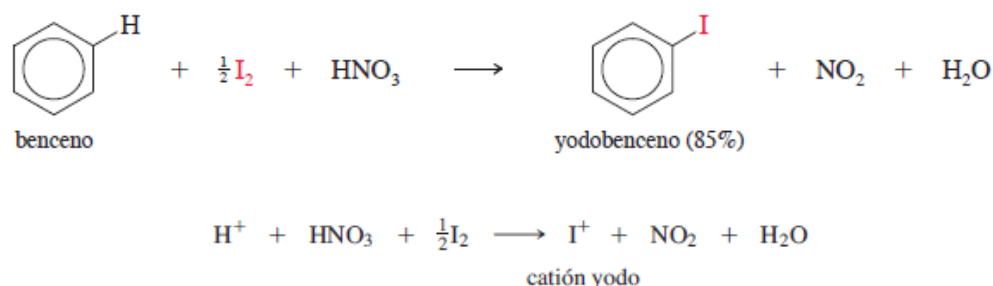 H
I
+ ½I₂ + HNO₃ ⟶ + NO₂ + H₂O
benceno yodobenceno (85%)
H⁺ + HNO₃ + ½I₂ ⟶ I⁺ + NO₂ + H₂O
catión yodo